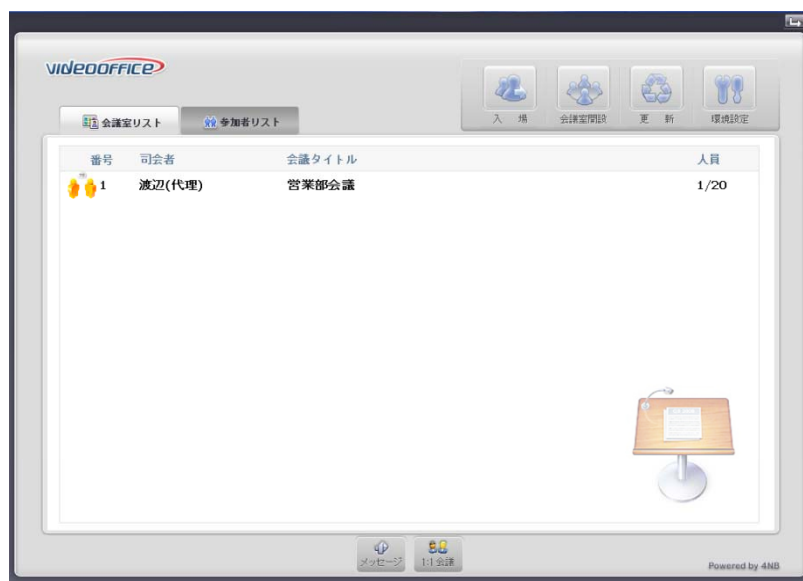 VIDEOOFFICE
会議室リスト
参加者リスト
入 場
会議室開設
更 新
環境設定
番号 司会者 会議タイトル 人員
1 渡辺(代理) 営業部会議 1/20
メッセージ
1:1 会議
Powered by 4NB